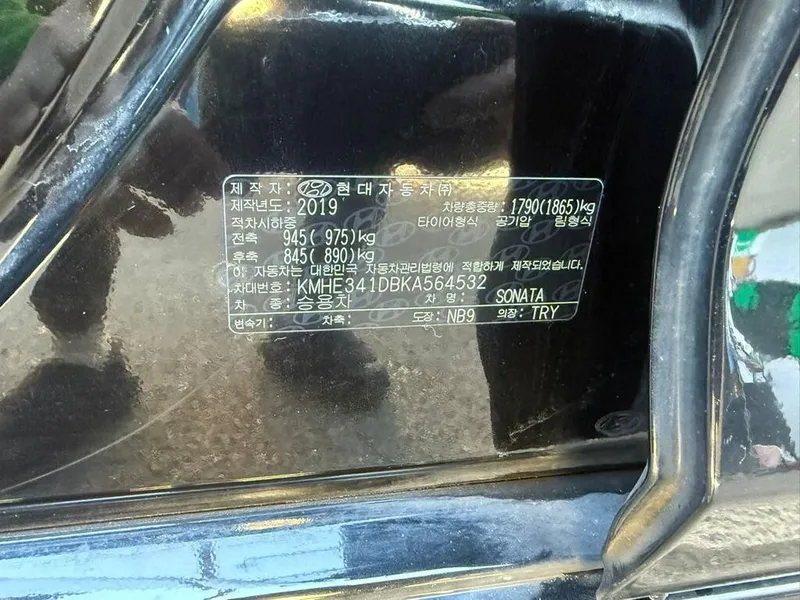 제 작 자 : 현대자동차㈜
제작년도: 2019 차량총중량: 1790(1865)kg
적차시하중 타이어형식 공기압 림형식
전축 945( 975)kg
후축 845( 890)kg
이 자동차는 대한민국 자동차관리법령에 적합하게 제작되었습니다.
차대번호: KMHE341DBKA564532
차 종: 승용차 차 명: SONATA
변속기: 차축: 도장: NB9 의장: TRY